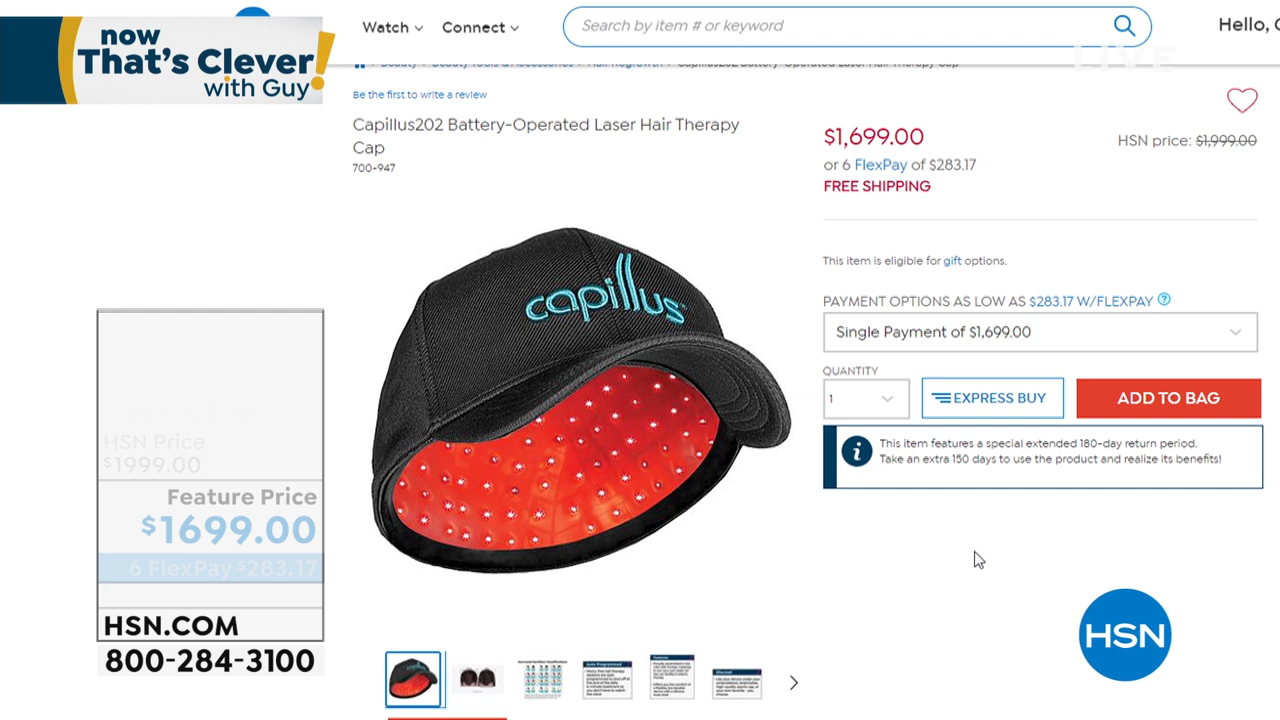 now
That's Clever!
with Guy
Watch
Connect
Search by item # or keyword
Hello,
LIVE
Be the first to write a review
Capillus202 Battery-Operated Laser Hair Therapy
Cap
700-947
$1,699.00
HSN price: $1,999.00
or 6 FlexPay of $283.17
FREE SHIPPING
This item is eligible for gift options.
PAYMENT OPTIONS AS LOW AS $283.17 W/FLEXPAY ?
Single Payment of $1,699.00
QUANTITY
1
EXPRESS BUY
ADD TO BAG
i
This item features a special extended 180-day return period.
Take an extra 150 days to use the product and realize its benefits!
capillus
HSN Price
$1999.00
Feature Price
$1699.00
6 FlexPay $283.17
HSN.COM
800-284-3100
HSN